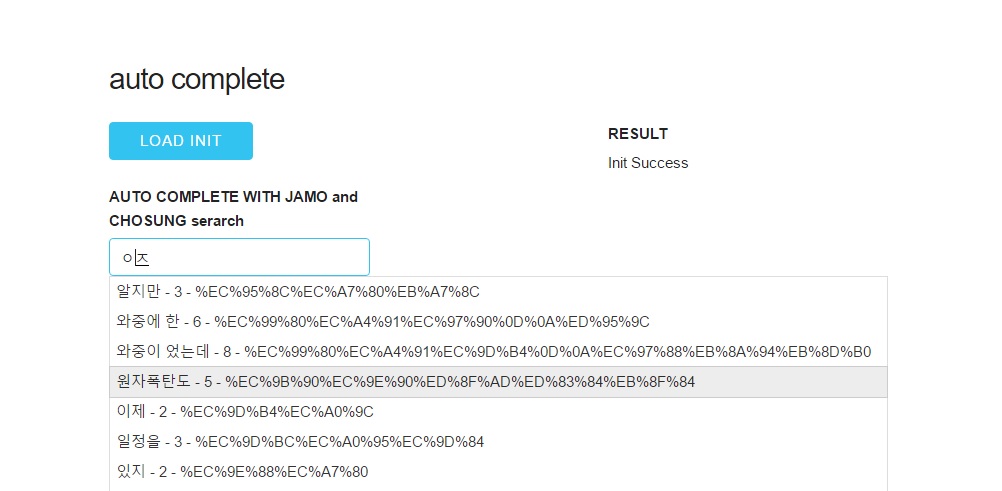 auto complete
LOAD INIT
RESULT
Init Success
AUTO COMPLETE WITH JAMO and
CHOSUNG serarch
ㅇㅈ
알지만 - 3 - %EC%95%8C%EC%A7%80%EB%A7%8C
와중에 한 - 6 - %EC%99%80%EC%A4%91%EC%97%90%0D%0A%ED%95%9C
와중이 었는데 - 8 - %EC%99%80%EC%A4%91%EC%9D%B4%0D%0A%EC%97%88%EB%8A%94%EB%8D%B0
원자폭탄도 - 5 - %EC%9B%90%EC%9E%90%ED%8F%AD%ED%83%84%EB%8F%84
이제 - 2 - %EC%9D%B4%EC%A0%9C
일정을 - 3 - %EC%9D%BC%EC%A0%95%EC%9D%84
있지 - 2 - %EC%9E%88%EC%A7%80